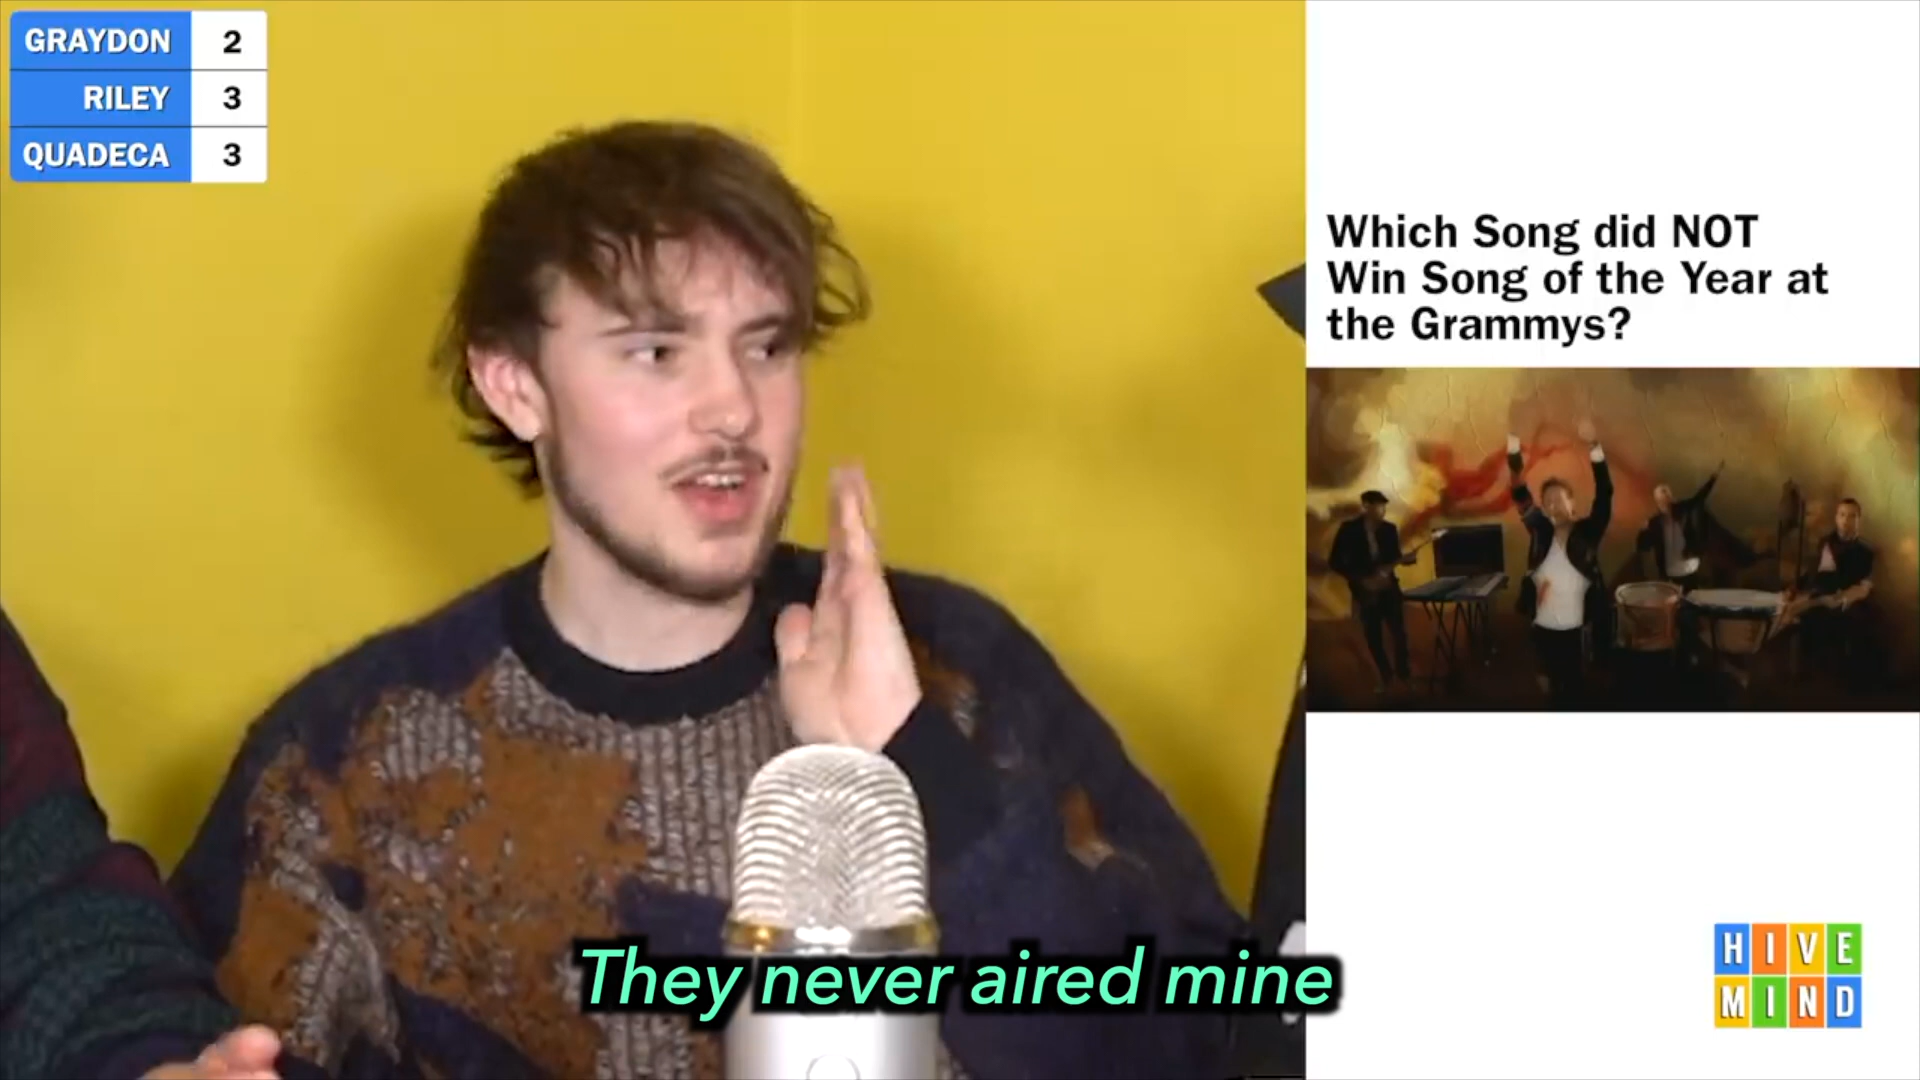 GRAYDON 2
RILEY 3
QUADECA 3
Which Song did NOT
Win Song of the Year at
the Grammys?
HIVE
MIND
They never aired mine